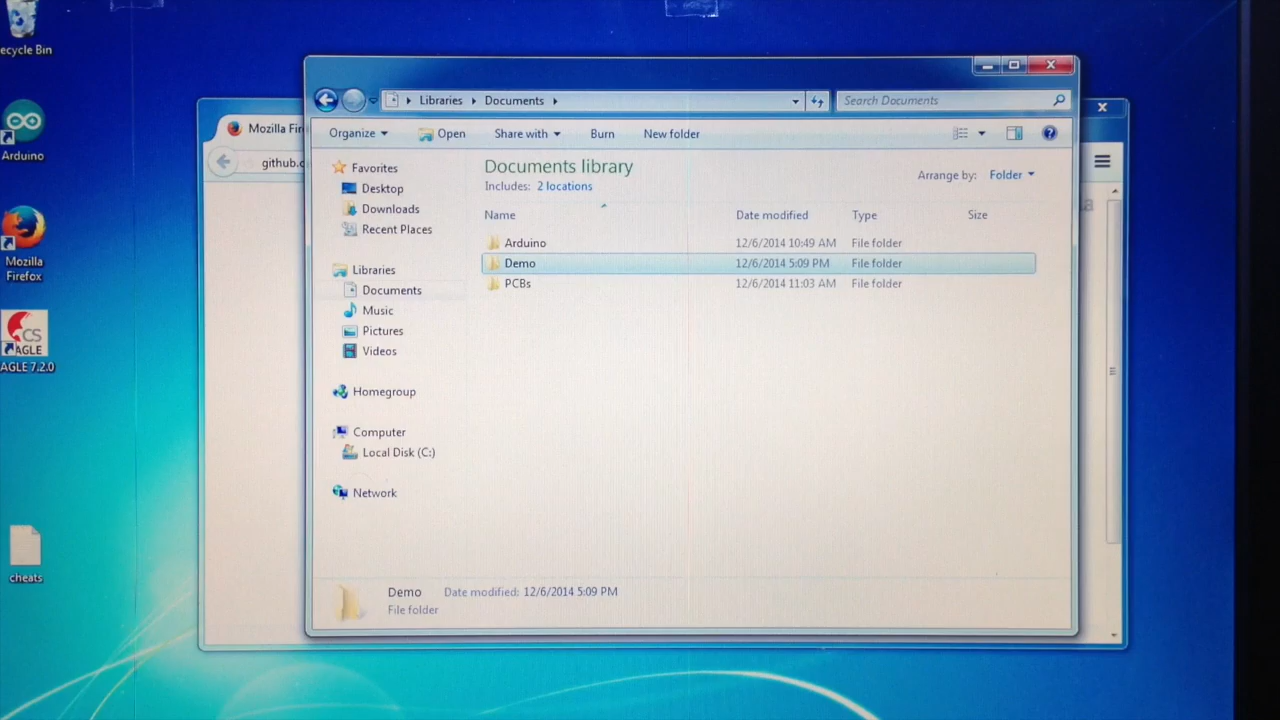 ecycle Bin
Arduino
Mozilla
Firefox
CS
AGLE
AGLE 7.2.0
cheats
Mozilla Fir
github.c
Libraries
Documents
Search Documents
Organize
Open
Share with
Burn
New folder
Favorites
Desktop
Downloads
Recent Places
Libraries
Documents
Music
Pictures
Videos
Homegroup
Computer
Local Disk (C:)
Network
Documents library
Includes: 2 locations
Arrange by: Folder
Name Date modified Type Size
Arduino 12/6/2014 10:49 AM File folder
Demo 12/6/2014 5:09 PM File folder
PCBs 12/6/2014 11:03 AM File folder
Demo Date modified: 12/6/2014 5:09 PM
File folder